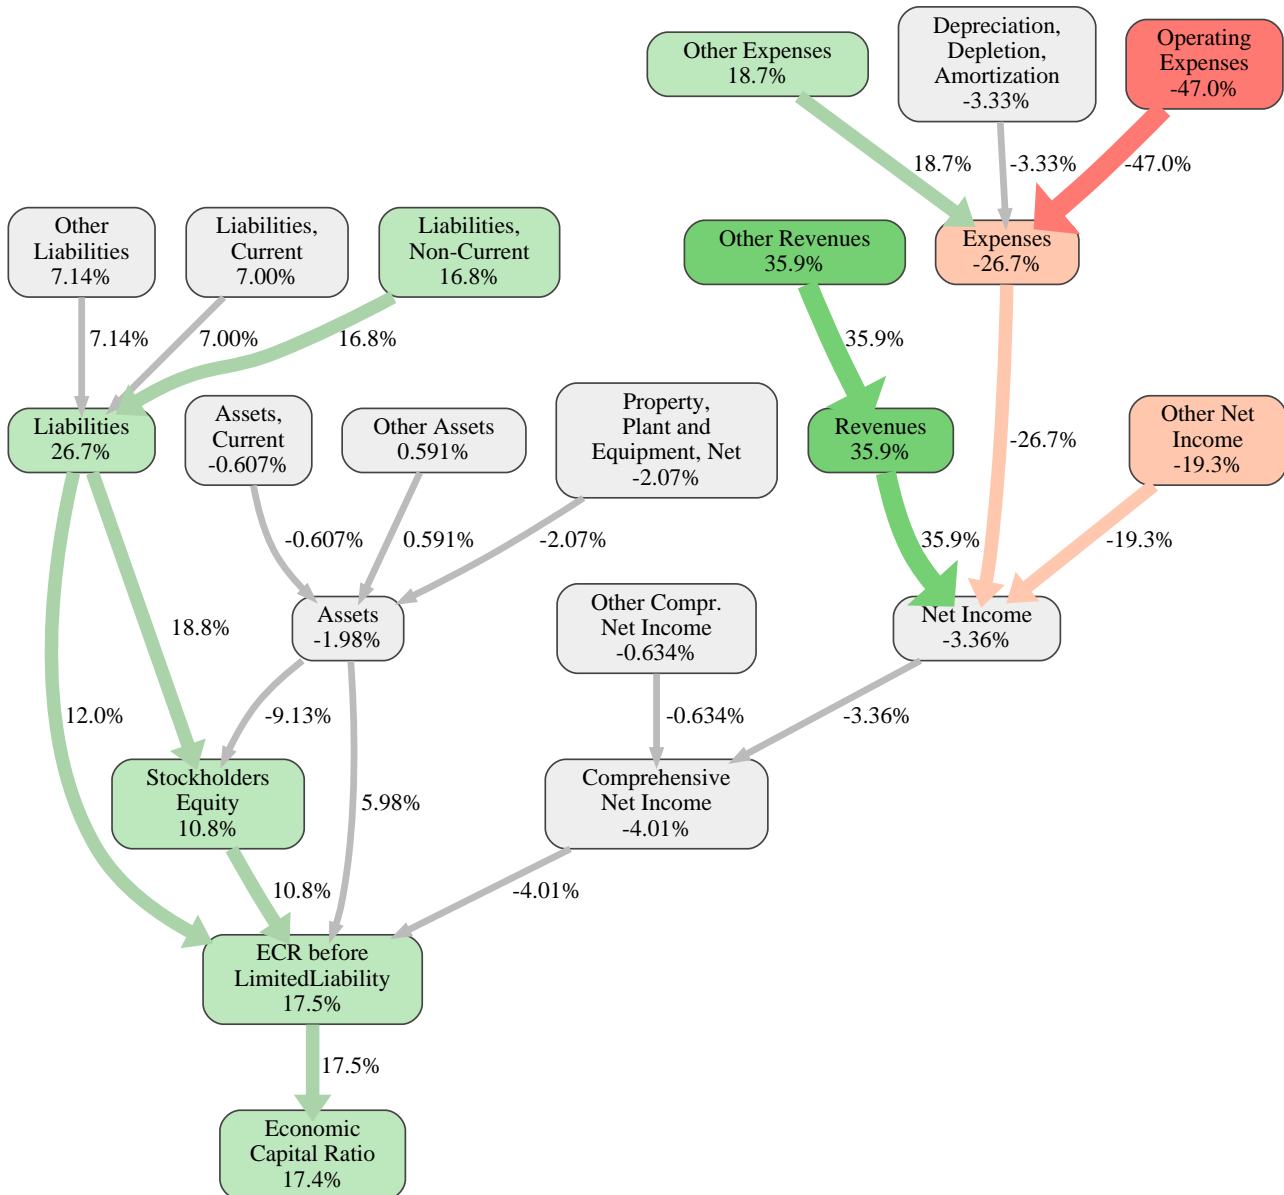 Other Expenses
18.7%
Depreciation,
Depletion,
Amortization
-3.33%
Operating
Expenses
-47.0%
18.7%
-3.33%
-47.0%
Other
Liabilities
7.14%
Liabilities,
Current
7.00%
Liabilities,
Non-Current
16.8%
Other Revenues
35.9%
Expenses
-26.7%
7.14%
7.00%
16.8%
35.9%
-26.7%
Liabilities
26.7%
Assets,
Current
-0.607%
Other Assets
0.591%
Property,
Plant and
Equipment, Net
-2.07%
Revenues
35.9%
Other Net
Income
-19.3%
-0.607%
0.591%
-2.07%
35.9%
-19.3%
18.8%
Assets
-1.98%
Other Compr.
Net Income
-0.634%
Net Income
-3.36%
12.0%
-9.13%
5.98%
-0.634%
-3.36%
Stockholders
Equity
10.8%
Comprehensive
Net Income
-4.01%
10.8%
-4.01%
ECR before
LimitedLiability
17.5%
17.5%
Economic
Capital Ratio
17.4%